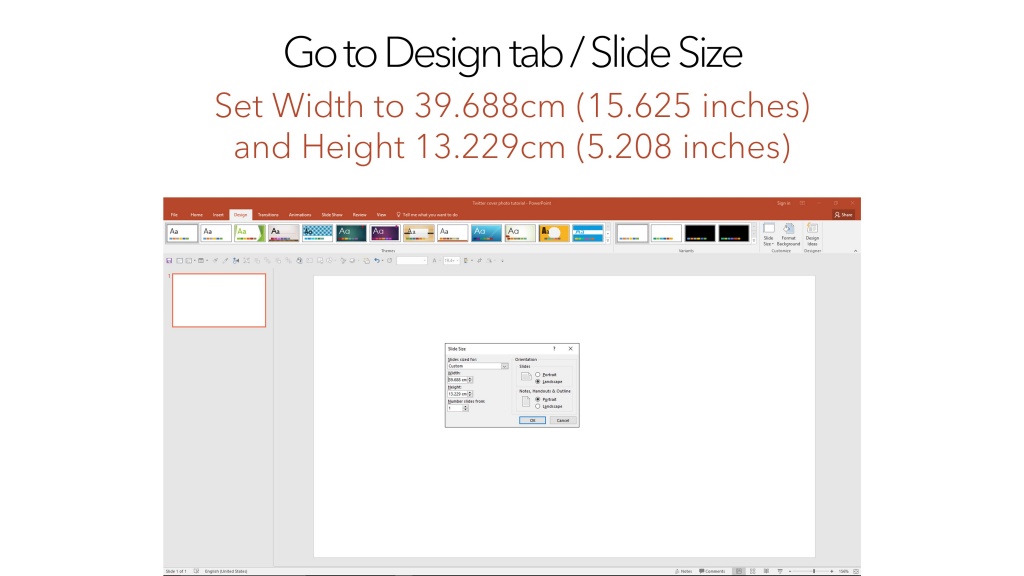 Go to Design tab / Slide Size
Set Width to 39.688cm (15.625 inches)
and Height 13.229cm (5.208 inches)
Twitter cover photo tutorial - PowerPoint
Sign in
File Home Insert Design Transitions Animations Slide Show Review View Tell me what you want to do
Share
Aa Aa Aa Aa Aa Aa Aa Aa Aa Aa Aa Aa Aa
Slide Size Format Background Design Ideas
Themes Variants Customize Designer
1
Slide Size ? ×
Slides sized for:
Custom
Width:
39.688 cm
Height:
13.229 cm
Number slides from:
1
Orientation
Slides
Portrait
Landscape
Notes, Handouts & Outline
Portrait
Landscape
OK Cancel
Slide 1 of 1 English (United States) Notes Comments 100%